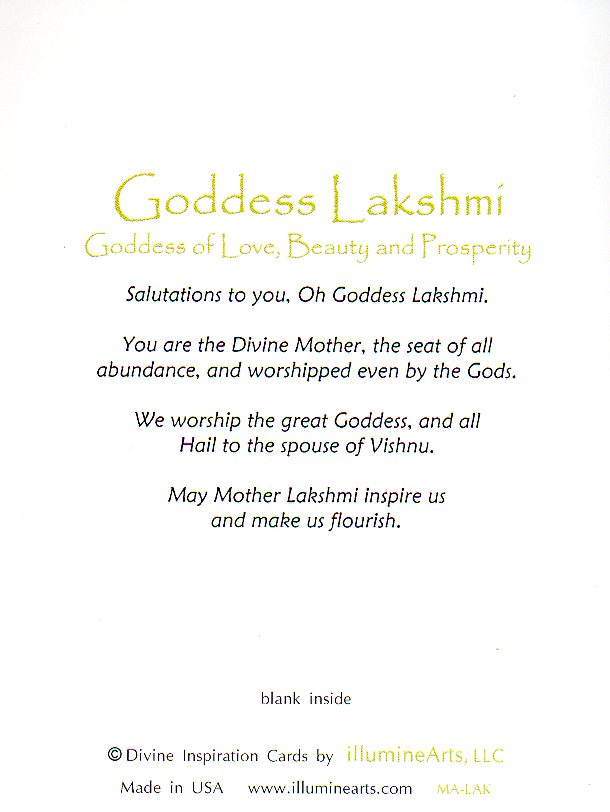 Goddess Lakshmi
Goddess of Love, Beauty and Prosperity
Salutations to you, Oh Goddess Lakshmi.
You are the Divine Mother, the seat of all
abundance, and worshipped even by the Gods.
We worship the great Goddess, and all
Hail to the spouse of Vishnu.
May Mother Lakshmi inspire us
and make us flourish.
blank inside
© Divine Inspiration Cards by illumineArts, LLC
Made in USA www.illuminearts.com MA-LAK